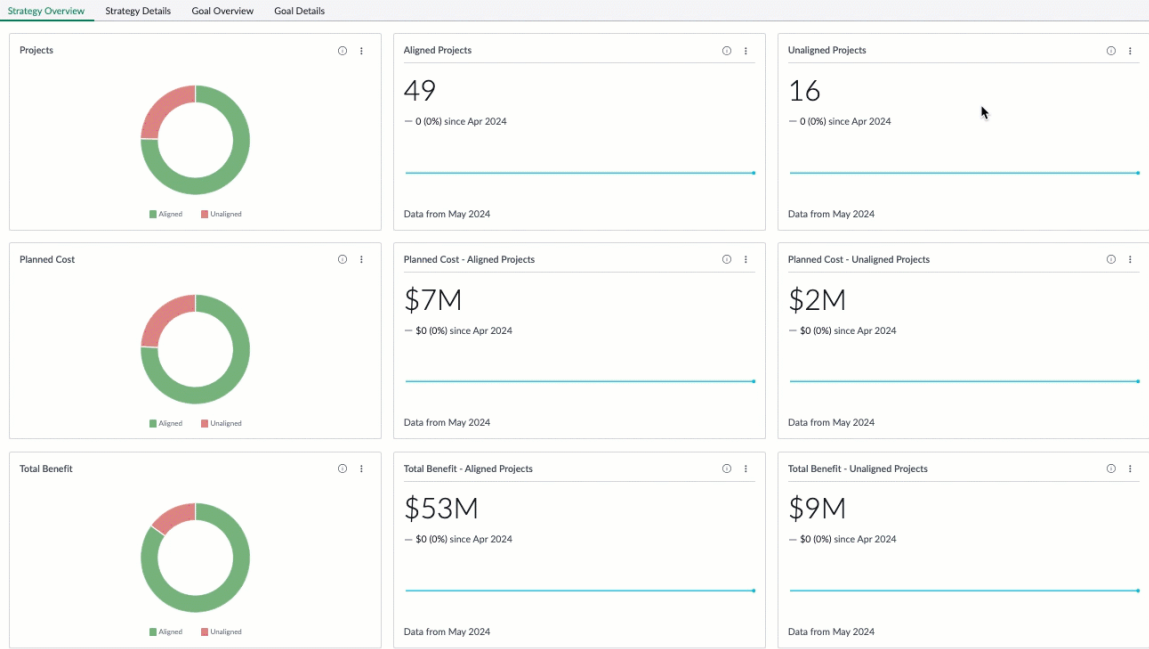 Strategy Overview Strategy Details Goal Overview Goal Details
Projects
Aligned Unaligned
Aligned Projects
49
— 0 (0%) since Apr 2024
Data from May 2024
Unaligned Projects
16
— 0 (0%) since Apr 2024
Data from May 2024
Planned Cost
Aligned Unaligned
Planned Cost - Aligned Projects
$7M
— $0 (0%) since Apr 2024
Data from May 2024
Planned Cost - Unaligned Projects
$2M
— $0 (0%) since Apr 2024
Data from May 2024
Total Benefit
Aligned Unaligned
Total Benefit - Aligned Projects
$53M
— $0 (0%) since Apr 2024
Data from May 2024
Total Benefit - Unaligned Projects
$9M
— $0 (0%) since Apr 2024
Data from May 2024